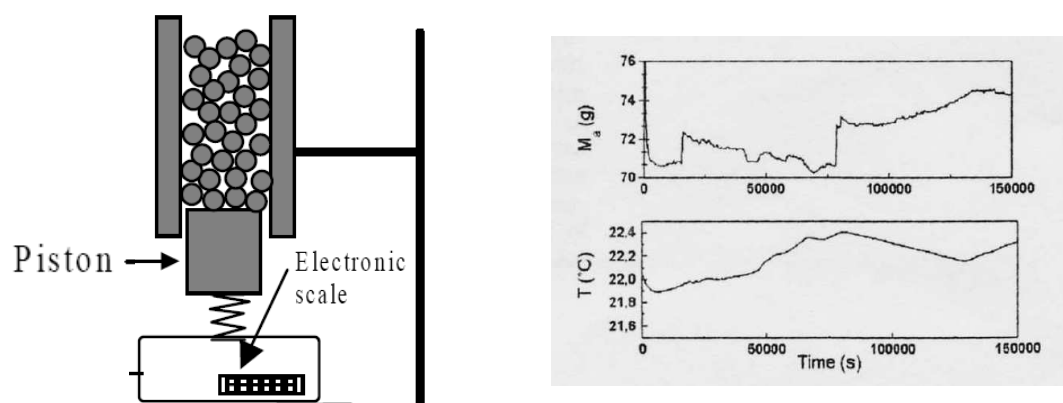 Piston
Electronic
scale
76
74
72
70
M_a (g)
0
50000
100000
150000
22,4
22,2
22,0
21,8
21,6
T (°C)
0
50000
100000
150000
Time (s)